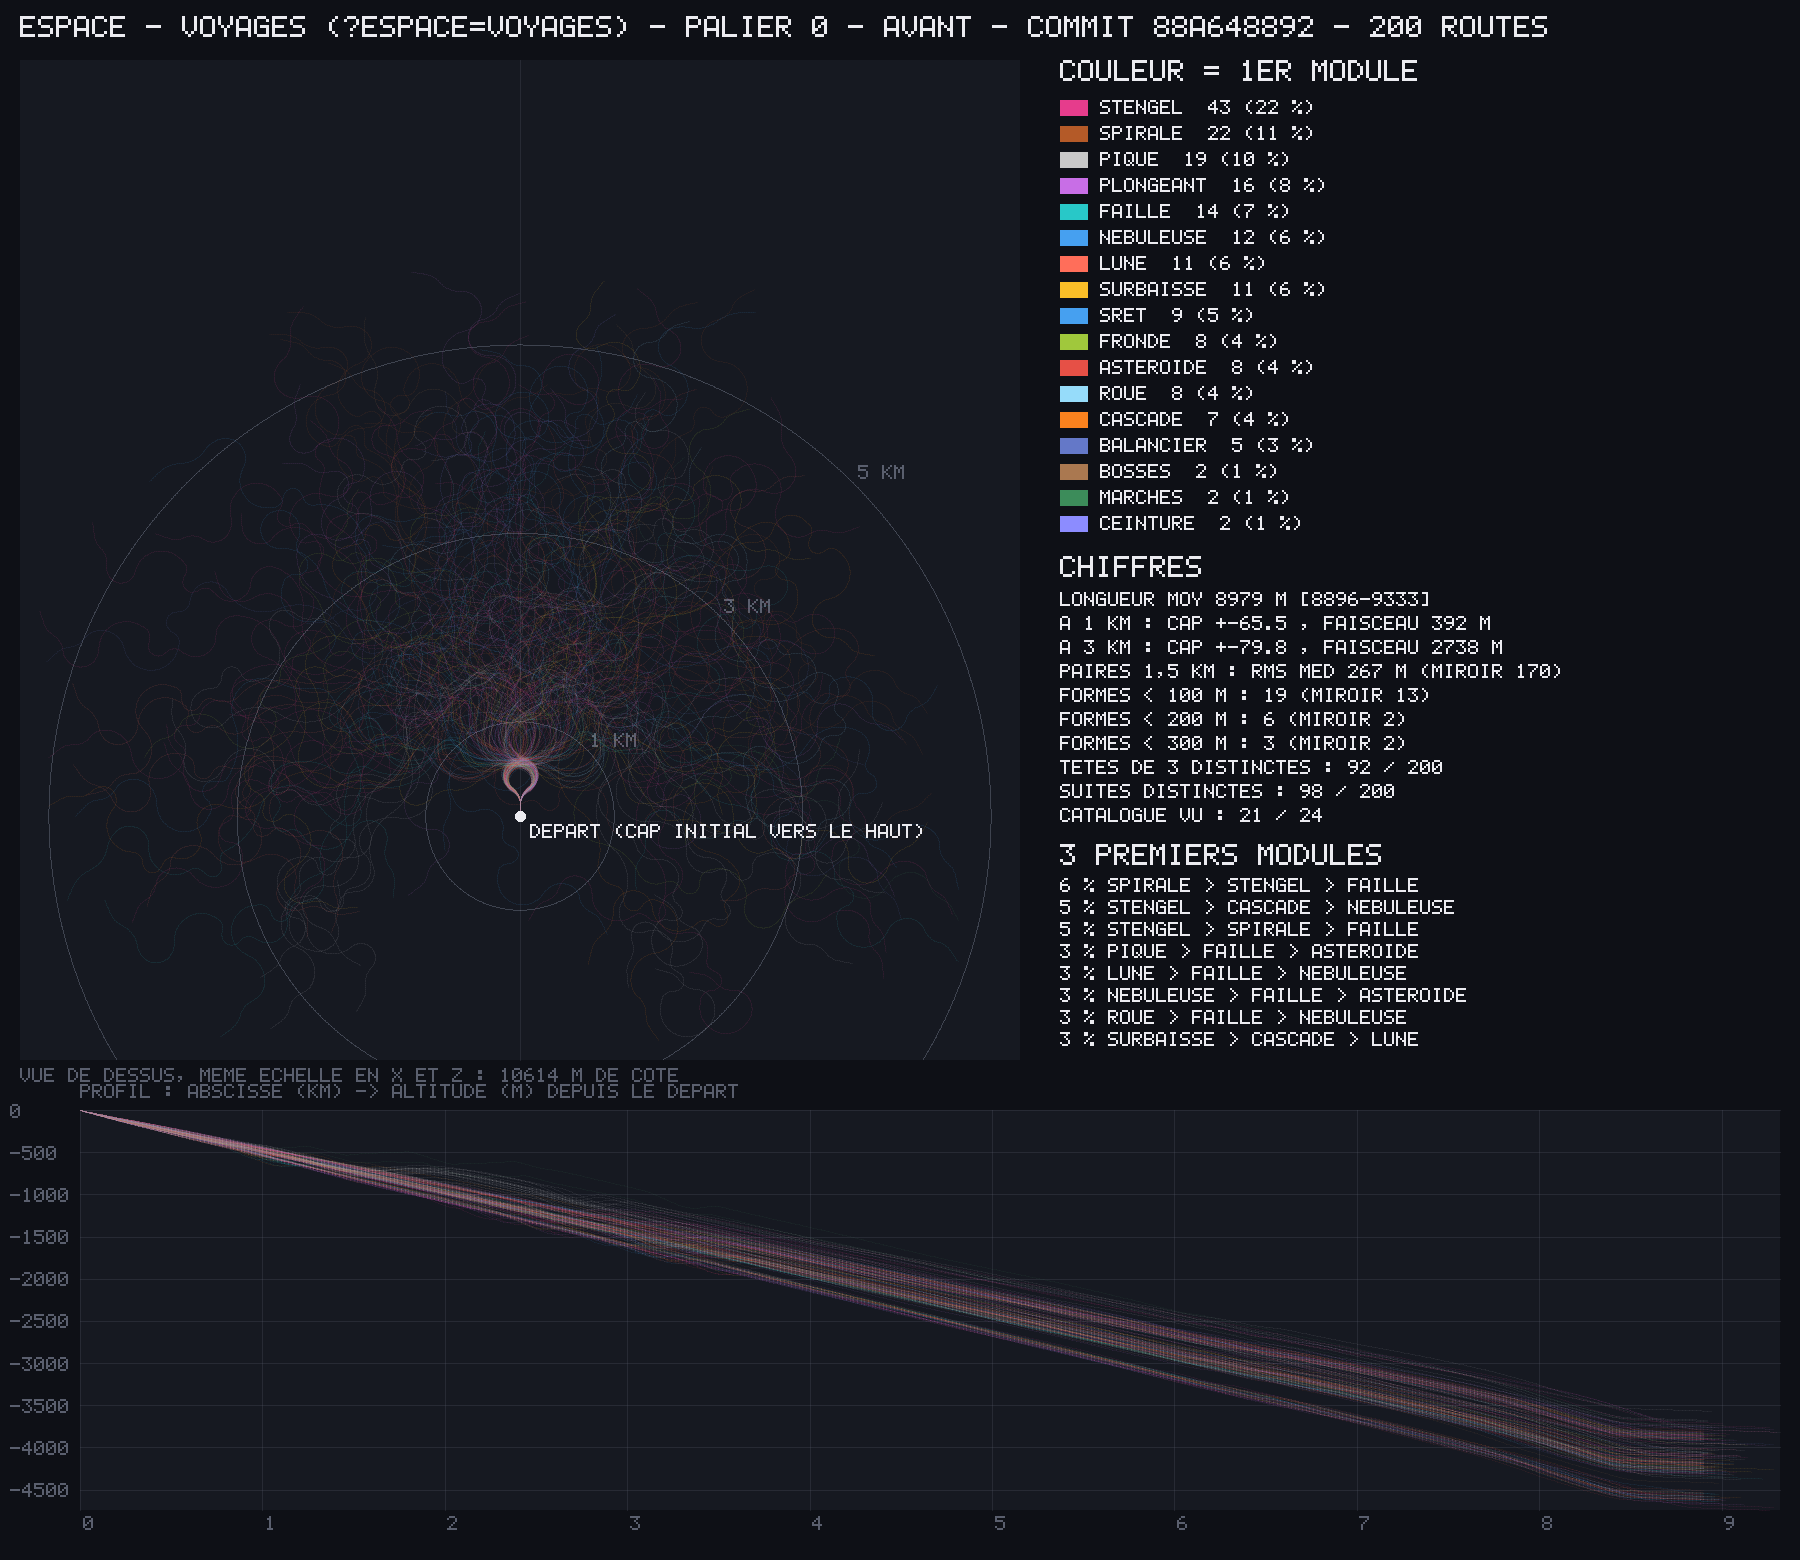 ESPACE - VOYAGES (?ESPACE=VOYAGES) - PALIER 0 - AVANT - COMMIT 88A648892 - 200 ROUTES
COULEUR = 1ER MODULE
STENGEL 43 (22 %)
SPIRALE 22 (11 %)
PIQUE 19 (10 %)
PLONGEANT 16 (8 %)
FAILLE 14 (7 %)
NEBULEUSE 12 (6 %)
LUNE 11 (6 %)
SURBAISSE 11 (6 %)
SRET 9 (5 %)
FRONDE 8 (4 %)
ASTEROIDE 8 (4 %)
ROUE 8 (4 %)
CASCADE 7 (4 %)
BALANCIER 5 (3 %)
BOSSES 2 (1 %)
MARCHES 2 (1 %)
CEINTURE 2 (1 %)
5 KM
3 KM
1 KM
DEPART (CAP INITIAL VERS LE HAUT)
CHIFFRES
LONGUEUR MOY 8979 M [8896-9333]
A 1 KM : CAP +-65.5 , FAISCEAU 392 M
A 3 KM : CAP +-79.8 , FAISCEAU 2738 M
PAIRES 1,5 KM : RMS MED 267 M (MIROIR 170)
FORMES < 100 M : 19 (MIROIR 13)
FORMES < 200 M : 6 (MIROIR 2)
FORMES < 300 M : 3 (MIROIR 2)
TETES DE 3 DISTINCTES : 92 / 200
SUITES DISTINCTES : 98 / 200
CATALOGUE VU : 21 / 24
3 PREMIERS MODULES
6 % SPIRALE > STENGEL > FAILLE
5 % STENGEL > CASCADE > NEBULEUSE
5 % STENGEL > SPIRALE > FAILLE
3 % PIQUE > FAILLE > ASTEROIDE
3 % LUNE > FAILLE > NEBULEUSE
3 % NEBULEUSE > FAILLE > ASTEROIDE
3 % ROUE > FAILLE > NEBULEUSE
3 % SURBAISSE > CASCADE > LUNE
VUE DE DESSUS, MEME ECHELLE EN X ET Z : 10614 M DE COTE
PROFIL : ABSCISSE (KM) -> ALTITUDE (M) DEPUIS LE DEPART
0
-500
-1000
-1500
-2000
-2500
-3000
-3500
-4000
-4500
0 1 2 3 4 5 6 7 8 9